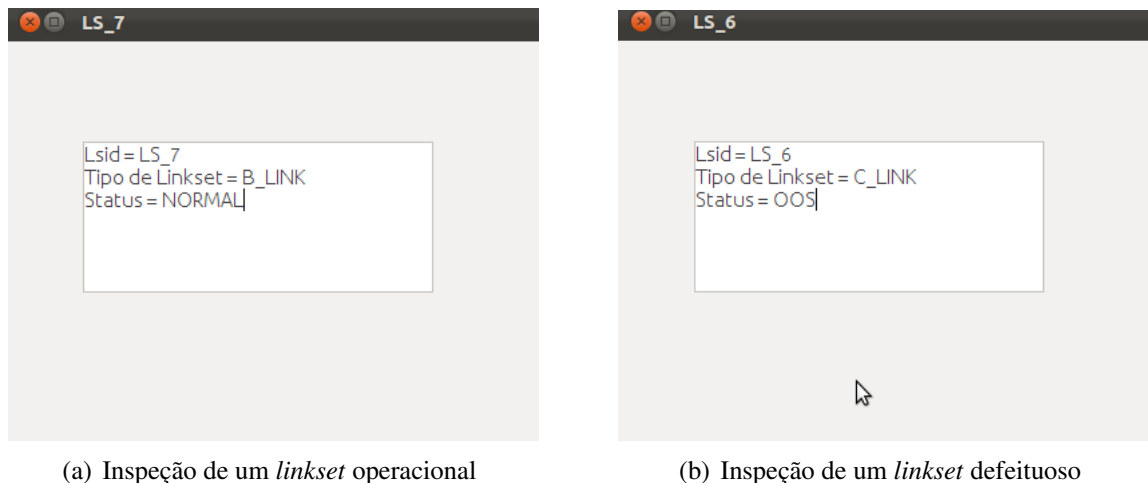 LS_7
Lsid = LS_7
Tipo de Linkset = B_LINK
Status = NORMAL
(a) Inspeção de um linkset operacional
LS_6
Lsid = LS_6
Tipo de Linkset = C_LINK
Status = OOS
(b) Inspeção de um linkset defeituoso